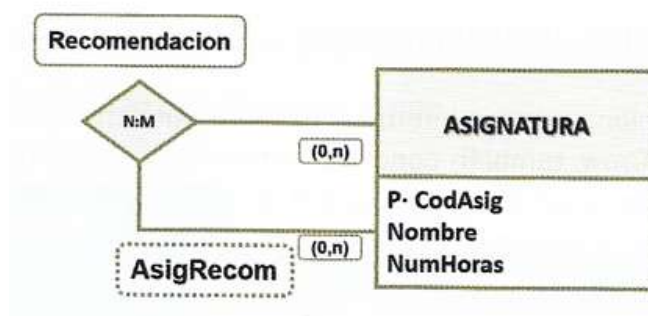 Recomendacion
N:M
(0,n)
ASIGNATURA
P· CodAsig
Nombre
NumHoras
(0,n)
AsigRecom